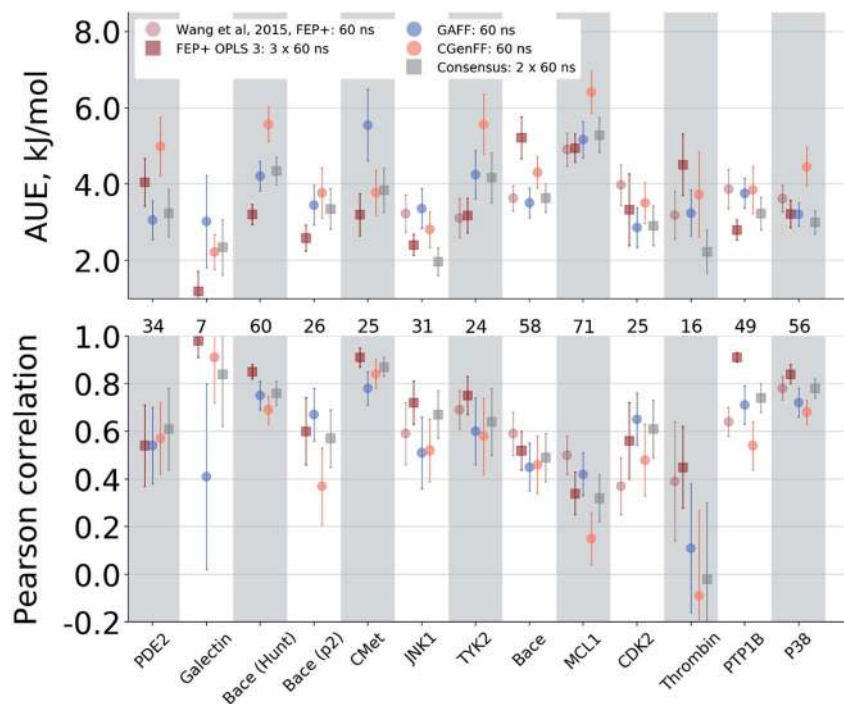 Wang et al, 2015, FEP+: 60 ns
FEP+ OPLS 3: 3 x 60 ns
GAFF: 60 ns
CGenFF: 60 ns
Consensus: 2 x 60 ns
AUE, kJ/mol
8.0
6.0
4.0
2.0
34 7 60 26 25 31 24 58 71 25 16 49 56
Pearson correlation
1.0
0.8
0.6
0.4
0.2
0.0
-0.2
PDE2 Galectin Bace (Hunt) Bace (p2) CMet JNK1 TYK2 Bace MCL1 CDK2 Thrombin PTP1B P38